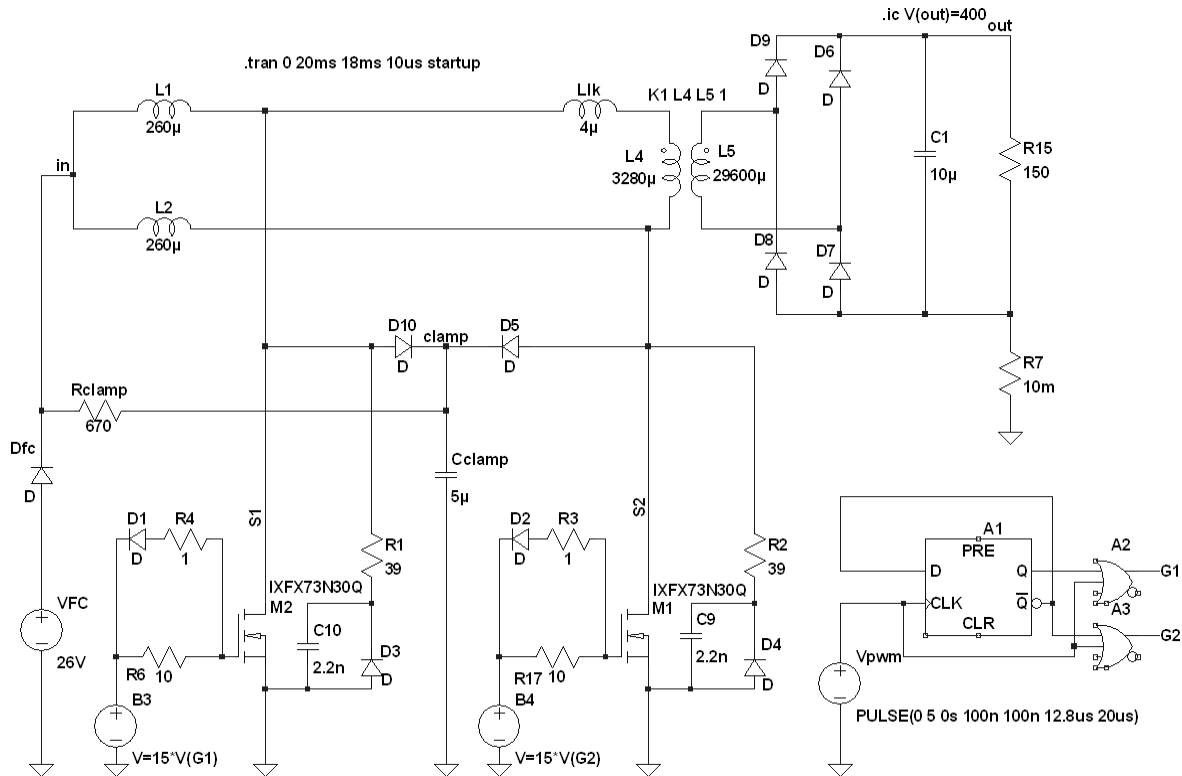 .ic V(out)=400
out
D9
D6
D
D
.tran 0 20ms 18ms 10us startup
L1
260µ
Llk
4µ
K1 L4 L5 1
L4
3280µ
L5
29600µ
C1
10µ
R15
150
in
L2
260µ
D8
D
D7
D
D10
D
clamp
D5
D
R7
10m
Rclamp
670
Dfc
D
Cclamp
5µ
S1
S2
D1
D
R4
1
R1
39
D2
D
R3
1
R2
39
A1
PRE
D
Q
CLK
Q
CLR
A2
G1
A3
G2
IXFX73N30Q
M2
IXFX73N30Q
M1
VFC
26V
C10
2.2n
D3
D
C9
2.2n
D4
D
R6
10
R17
10
Vpwm
B3
V=15*V(G1)
B4
V=15*V(G2)
PULSE(0 5 0s 100n 100n 12.8us 20us)